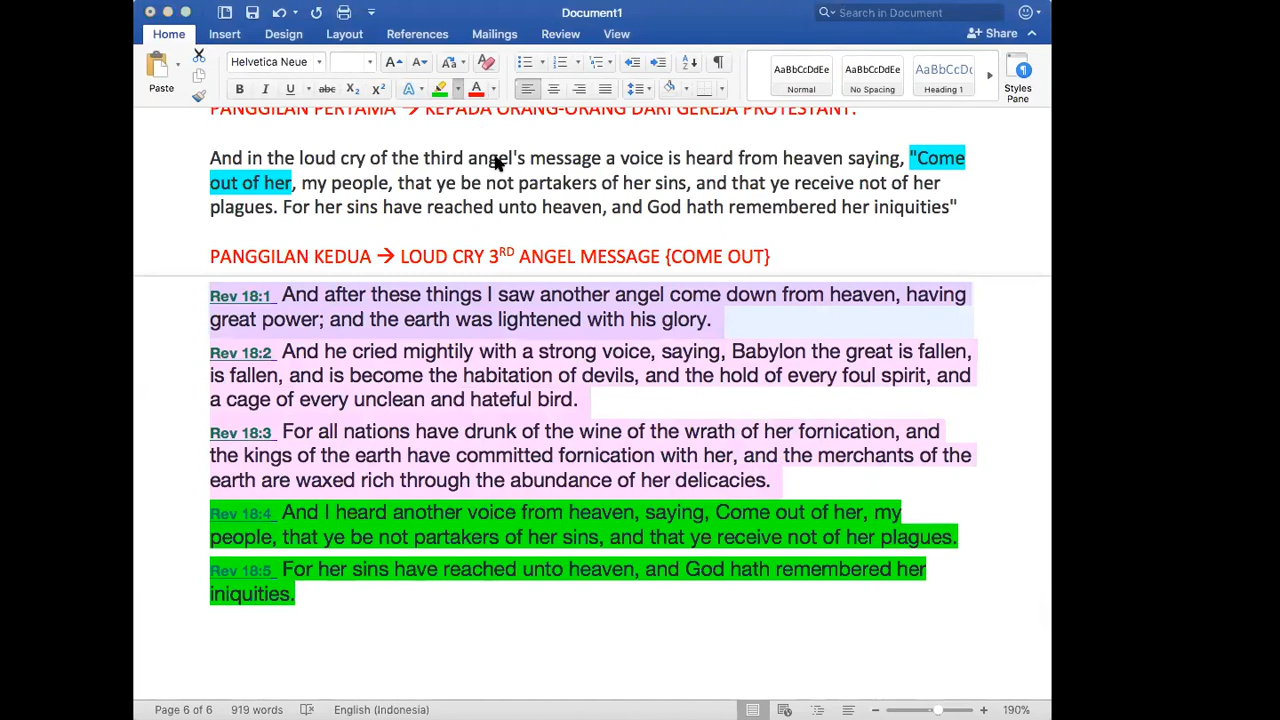 Document1
Search in Document
Home Insert Design Layout References Mailings Review View Share
Paste
Helvetica Neue
AaBbCcDdEe AaBbCcDdEe AaBbCcDc
Normal No Spacing Heading 1
Styles Pane
PANGGILAN PERTAMA → KEPADA ORANG-ORANG DARI GEREJA PROTESTANT.
And in the loud cry of the third angel's message a voice is heard from heaven saying, "Come
out of her, my people, that ye be not partakers of her sins, and that ye receive not of her
plagues. For her sins have reached unto heaven, and God hath remembered her iniquities"
PANGGILAN KEDUA → LOUD CRY 3RD ANGEL MESSAGE {COME OUT}
Rev 18:1 And after these things I saw another angel come down from heaven, having
great power; and the earth was lightened with his glory.
Rev 18:2 And he cried mightily with a strong voice, saying, Babylon the great is fallen,
is fallen, and is become the habitation of devils, and the hold of every foul spirit, and
a cage of every unclean and hateful bird.
Rev 18:3 For all nations have drunk of the wine of the wrath of her fornication, and
the kings of the earth have committed fornication with her, and the merchants of the
earth are waxed rich through the abundance of her delicacies.
Rev 18:4 And I heard another voice from heaven, saying, Come out of her, my
people, that ye be not partakers of her sins, and that ye receive not of her plagues.
Rev 18:5 For her sins have reached unto heaven, and God hath remembered her
iniquities.
Page 6 of 6 919 words English (Indonesia) 190%